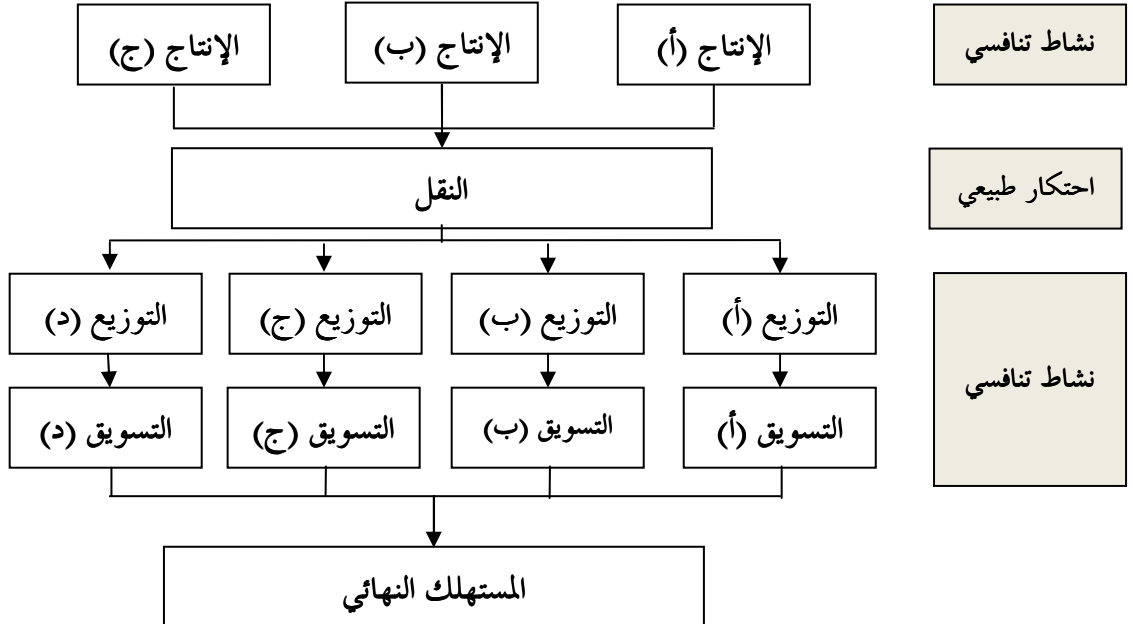 نشاط تنافسي
الإنتاج (أ)
الإنتاج (ب)
الإنتاج (ج)
احتكار طبيعي
النقل
نشاط تنافسي
التوزيع (أ)
التوزيع (ب)
التوزيع (ج)
التوزيع (د)
التسويق (أ)
التسويق (ب)
التسويق (ج)
التسويق (د)
المستهلك النهائي